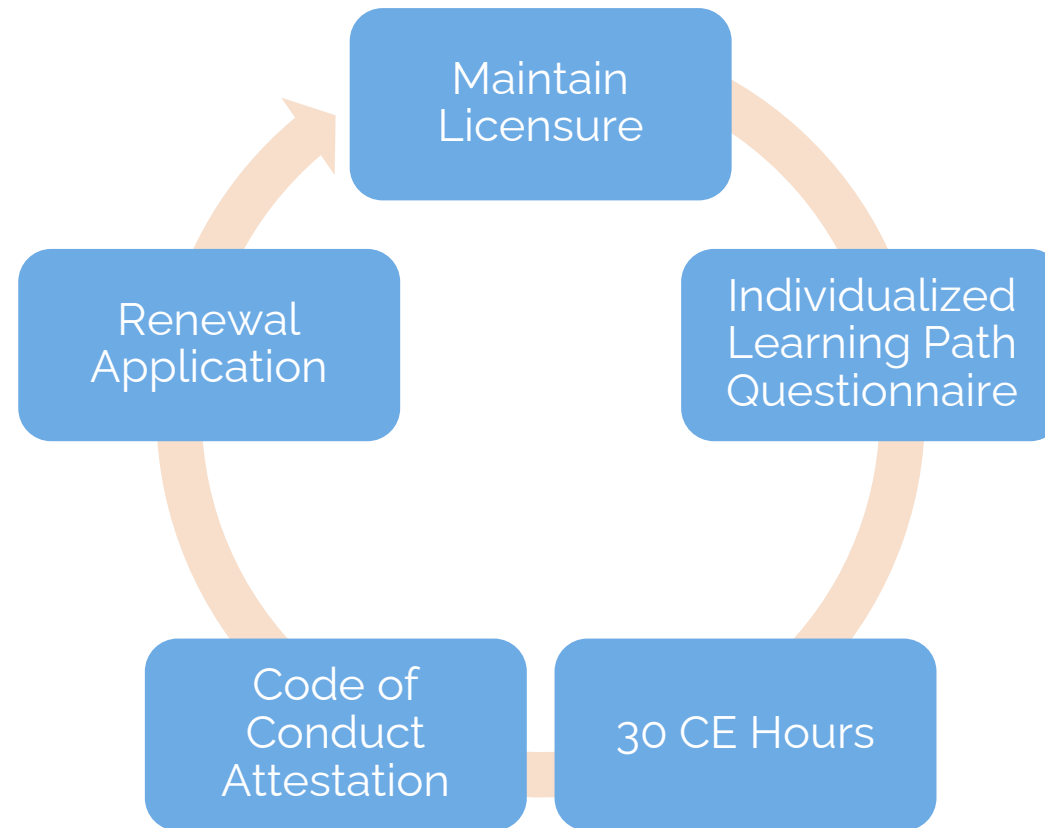 Maintain
Licensure
Individualized
Learning Path
Questionnaire
30 CE Hours
Code of
Conduct
Attestation
Renewal
Application